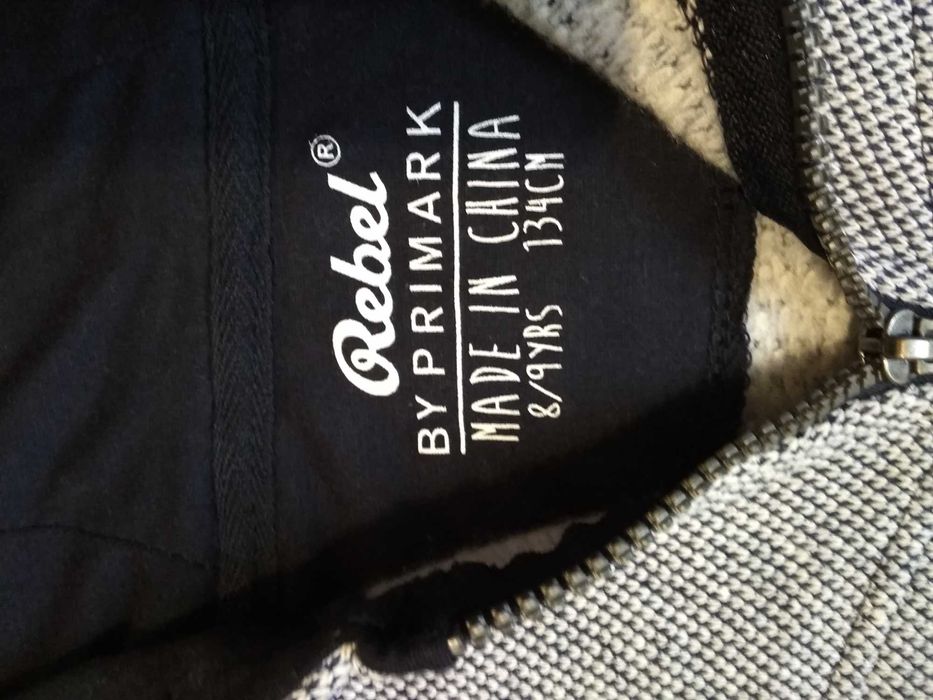 Rebel®
BY PRIMARK
MADE IN CHINA
8/9YRS 134CM